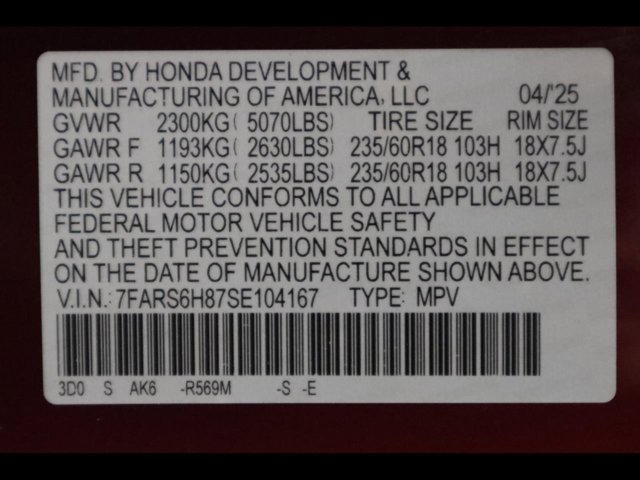 MFD. BY HONDA DEVELOPMENT &
MANUFACTURING OF AMERICA, LLC 04/'25
GVWR 2300KG( 5070LBS) TIRE SIZE RIM SIZE
GAWR F 1193KG( 2630LBS) 235/60R18 103H 18X7.5J
GAWR R 1150KG( 2535LBS) 235/60R18 103H 18X7.5J
THIS VEHICLE CONFORMS TO ALL APPLICABLE
FEDERAL MOTOR VEHICLE SAFETY
AND THEFT PREVENTION STANDARDS IN EFFECT
ON THE DATE OF MANUFACTURE SHOWN ABOVE.
V.I.N.: 7FARS6H87SE104167 TYPE: MPV
3D0 S AK6 -R569M -S -E